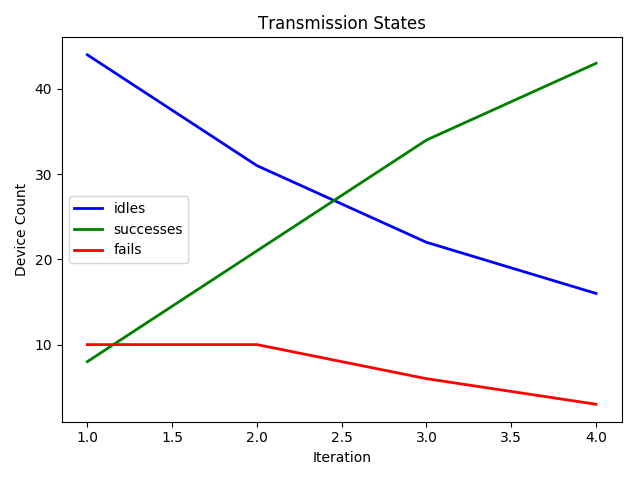 Transmission States
Device Count
40
30
20
10
idles
successes
fails
1.0 1.5 2.0 2.5 3.0 3.5 4.0
Iteration